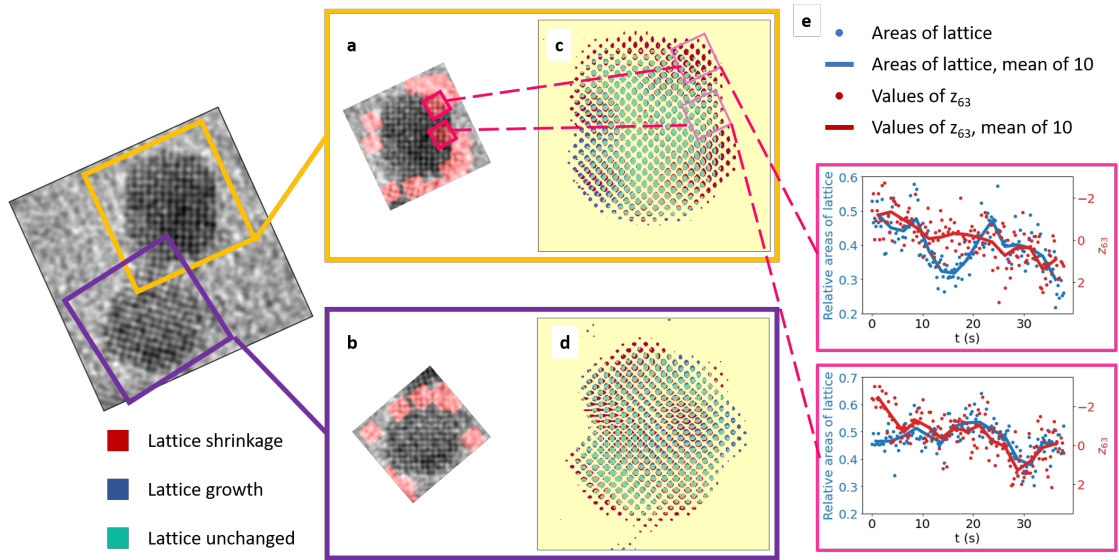 a
c
e
Areas of lattice
Areas of lattice, mean of 10
Values of z₆₃
Values of z₆₃, mean of 10
Relative areas of lattice
0.6
0.5
0.4
0.3
0.2
−2
0
2
z₆₃
0
10
20
30
t (s)
b
d
Relative areas of lattice
0.7
0.6
0.5
0.4
0.3
0.2
−2
0
2
z₆₃
0
10
20
30
t (s)
Lattice shrinkage
Lattice growth
Lattice unchanged